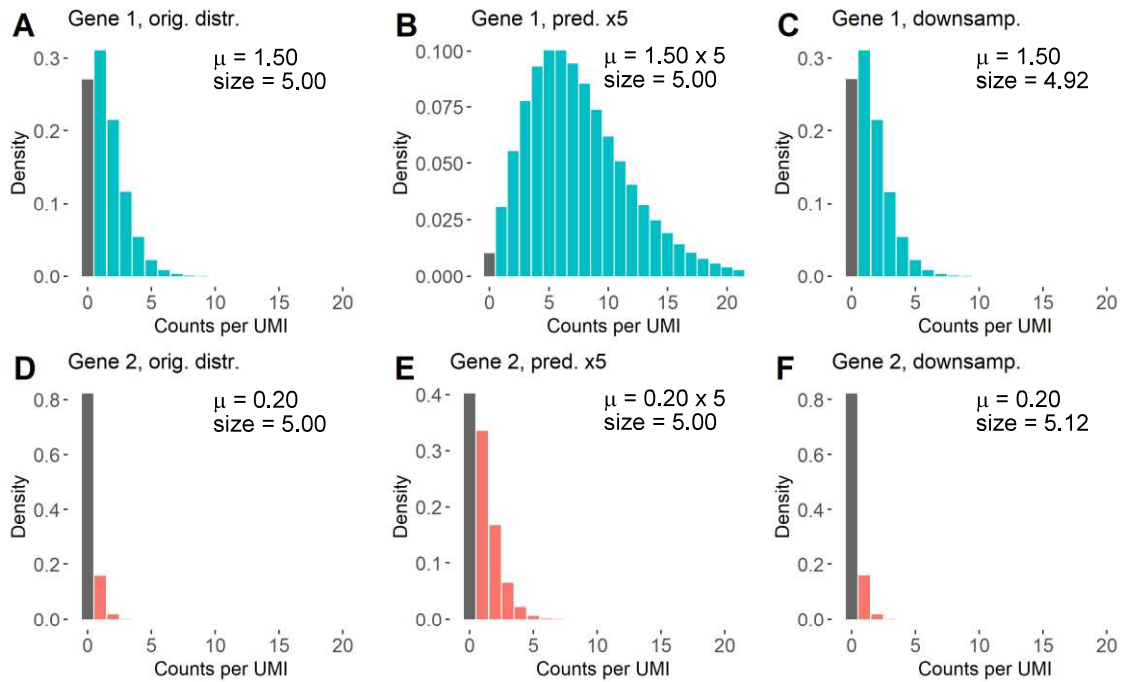 A Gene 1, orig. distr.
μ = 1.50
size = 5.00
Density
0.3
0.2
0.1
0.0
0 5 10 15 20
Counts per UMI
B Gene 1, pred. x5
μ = 1.50 x 5
size = 5.00
Density
0.100
0.075
0.050
0.025
0.000
0 5 10 15 20
Counts per UMI
C Gene 1, downsamp.
μ = 1.50
size = 4.92
Density
0.3
0.2
0.1
0.0
0 5 10 15 20
Counts per UMI
D Gene 2, orig. distr.
μ = 0.20
size = 5.00
Density
0.8
0.6
0.4
0.2
0.0
0 5 10 15 20
Counts per UMI
E Gene 2, pred. x5
μ = 0.20 x 5
size = 5.00
Density
0.4
0.3
0.2
0.1
0.0
0 5 10 15 20
Counts per UMI
F Gene 2, downsamp.
μ = 0.20
size = 5.12
Density
0.8
0.6
0.4
0.2
0.0
0 5 10 15 20
Counts per UMI